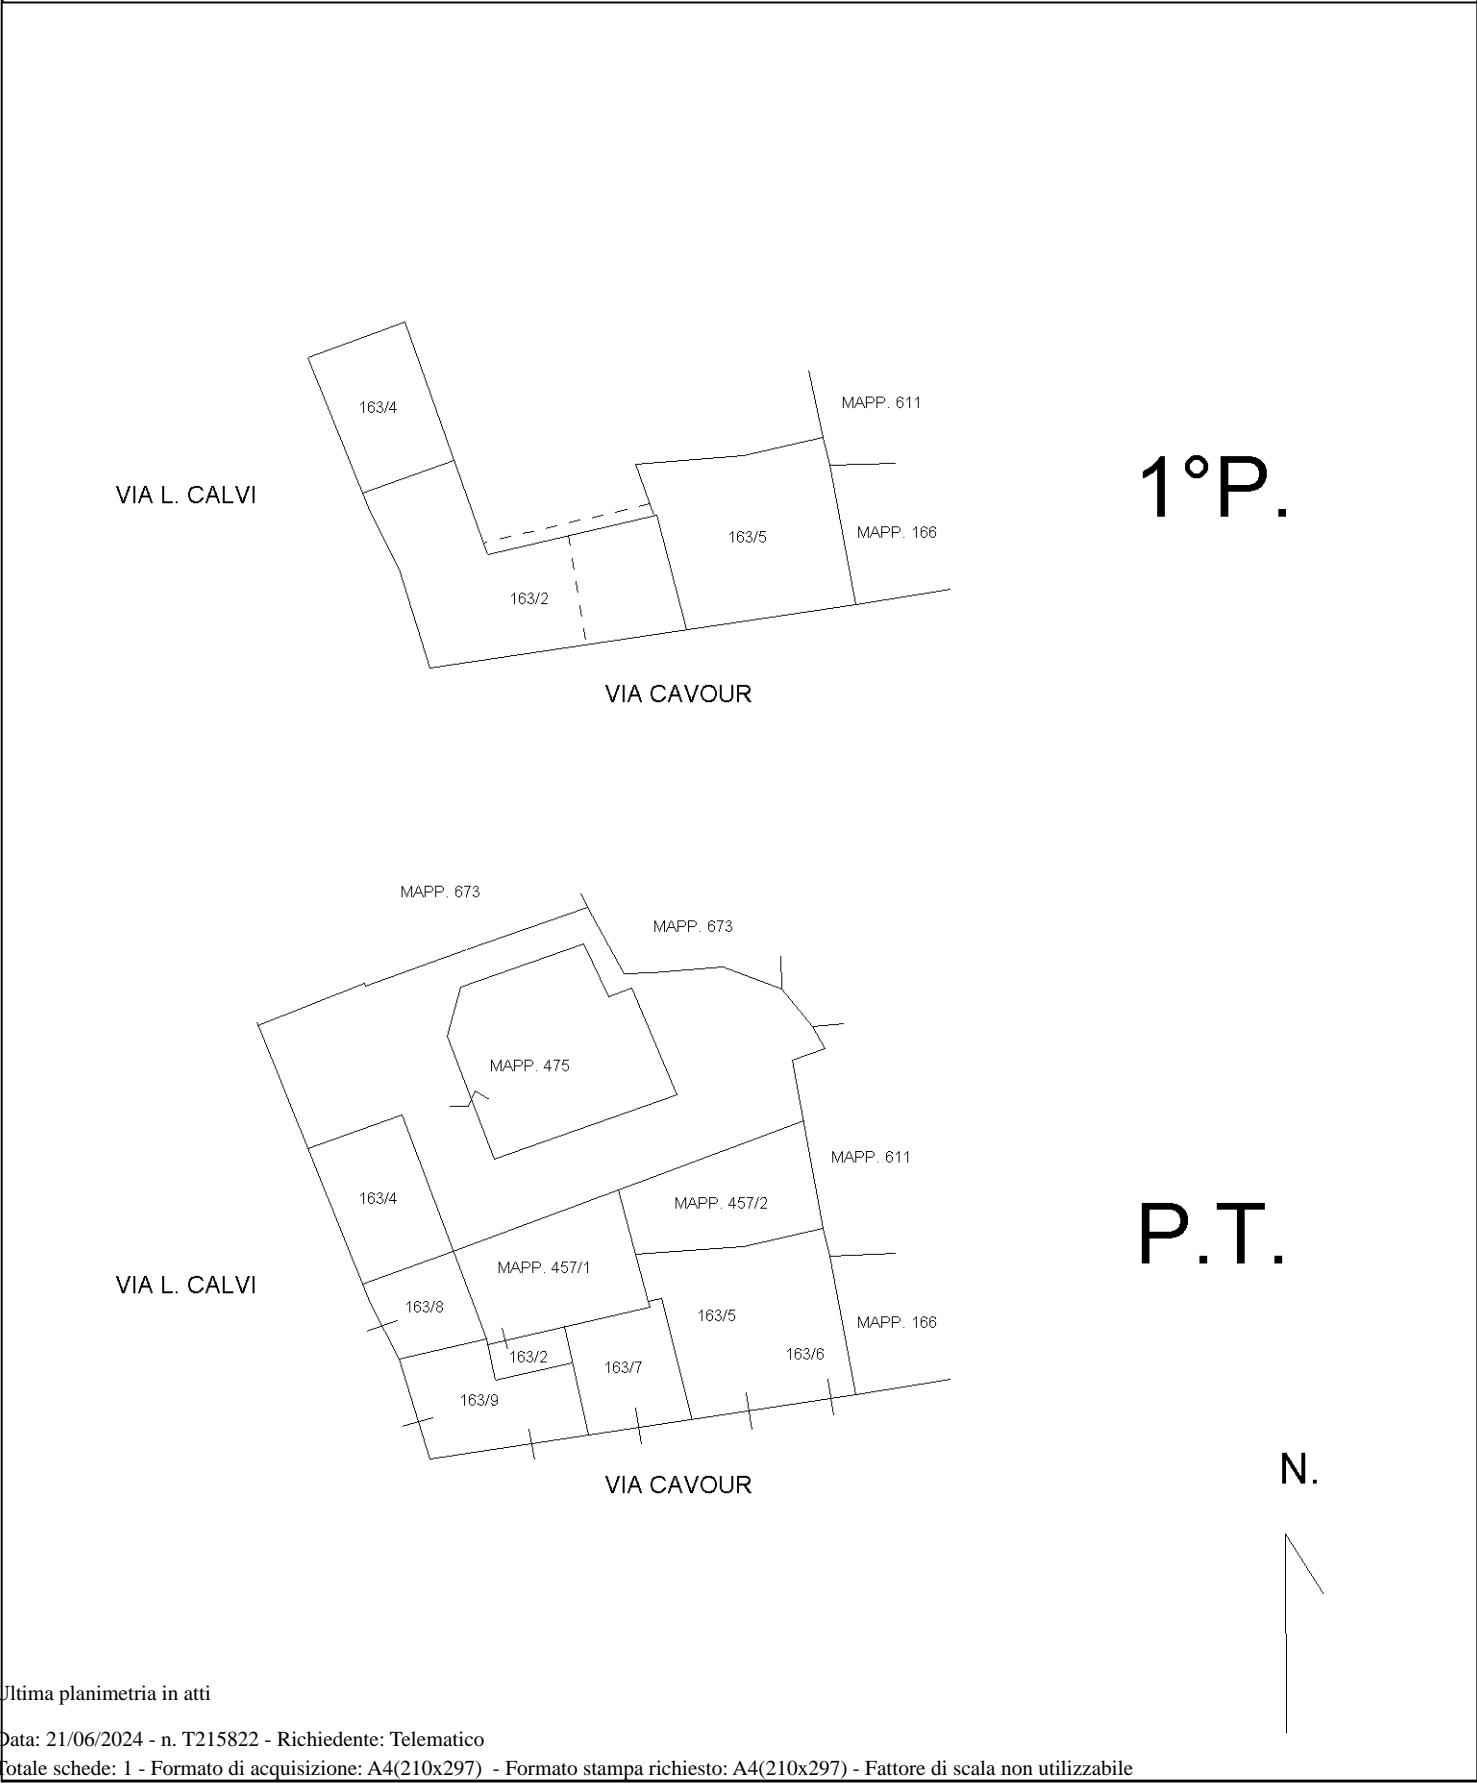 163/4
MAPP. 611
1°P.
VIA L. CALVI
MAPP. 166
163/5
163/2
VIA CAVOUR
MAPP. 673
MAPP. 673
MAPP. 475
MAPP. 611
163/4
MAPP. 457/2
P.T.
MAPP. 457/1
VIA L. CALVI
163/8
163/5
MAPP. 166
163/2
163/6
163/7
163/9
VIA CAVOUR
N.
Ultima planimetria in atti
Data: 21/06/2024 - n. T215822 - Richiedente: Telematico
Totale schede: 1 - Formato di acquisizione: A4(210x297) - Formato stampa richiesto: A4(210x297) - Fattore di scala non utilizzabile